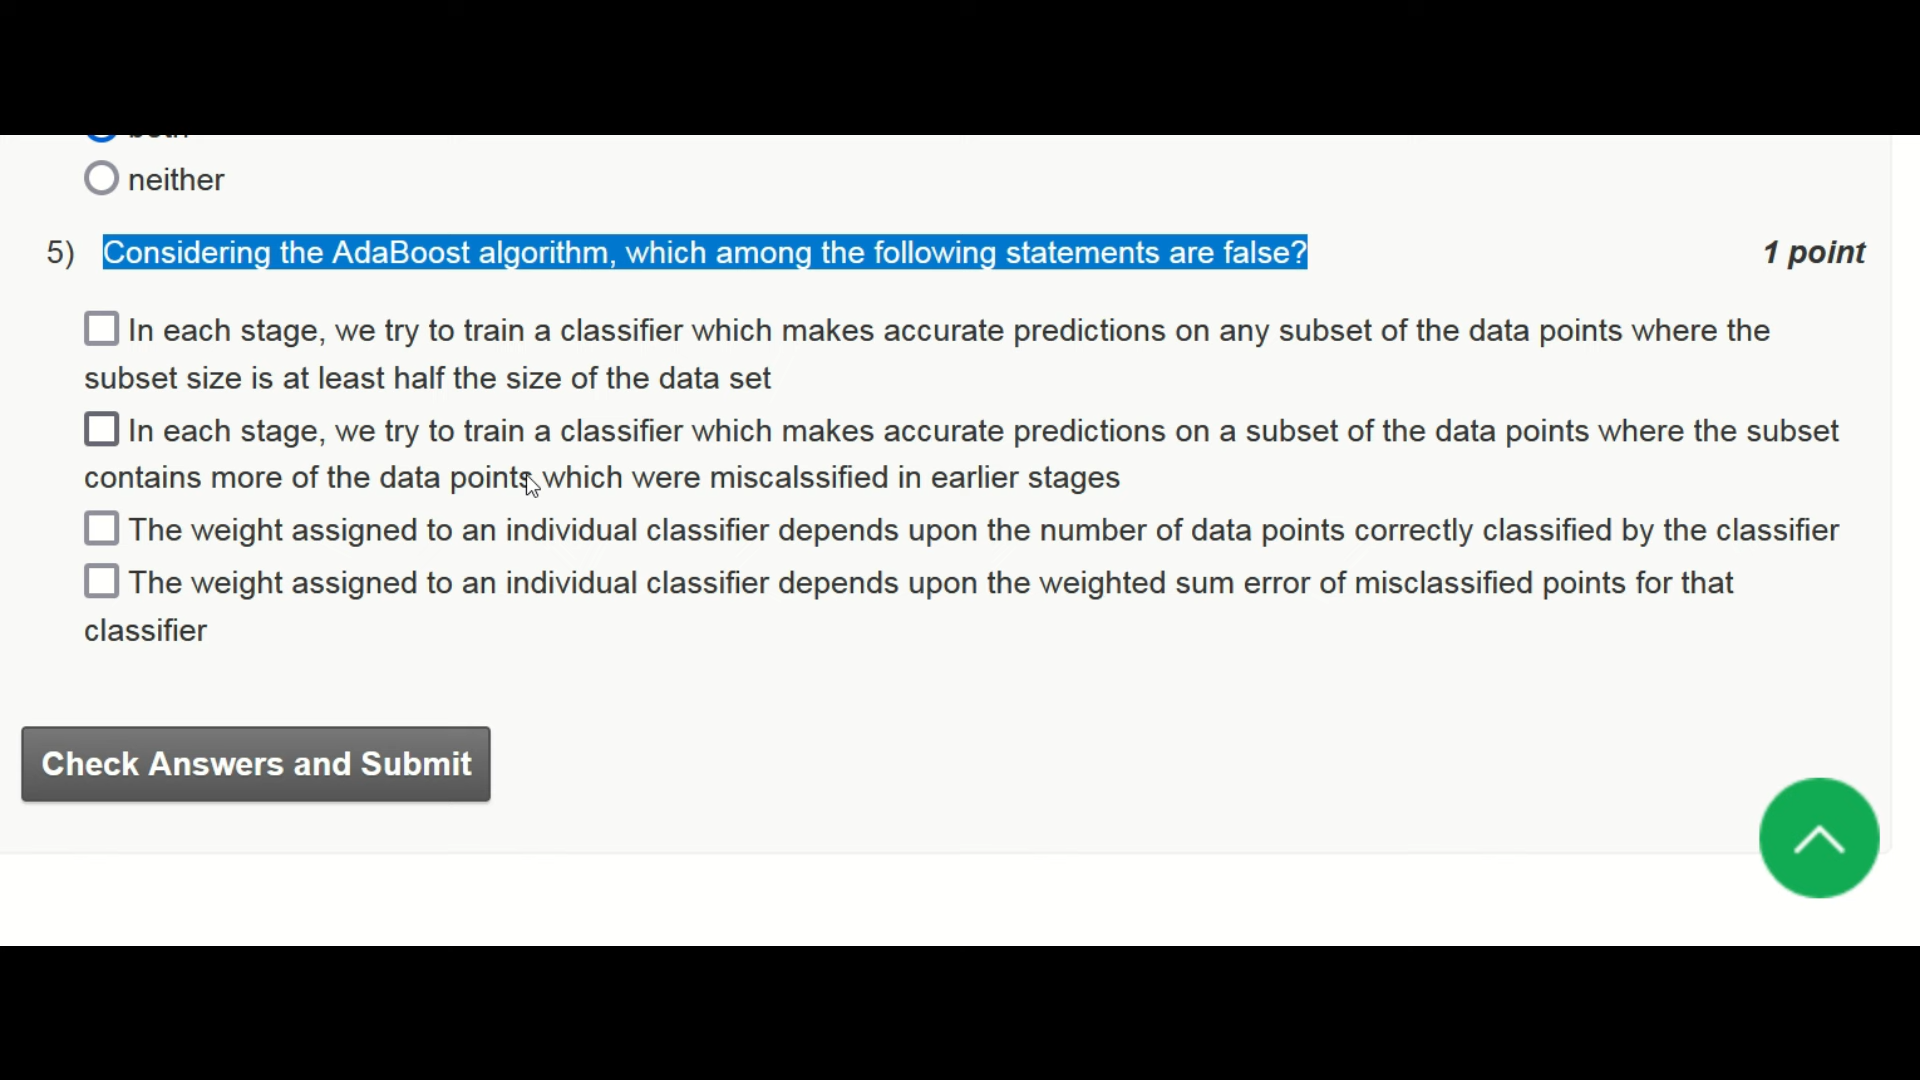 neither
5) Considering the AdaBoost algorithm, which among the following statements are false? 1 point
In each stage, we try to train a classifier which makes accurate predictions on any subset of the data points where the
subset size is at least half the size of the data set
In each stage, we try to train a classifier which makes accurate predictions on a subset of the data points where the subset
contains more of the data points which were miscalssified in earlier stages
The weight assigned to an individual classifier depends upon the number of data points correctly classified by the classifier
The weight assigned to an individual classifier depends upon the weighted sum error of misclassified points for that
classifier
Check Answers and Submit